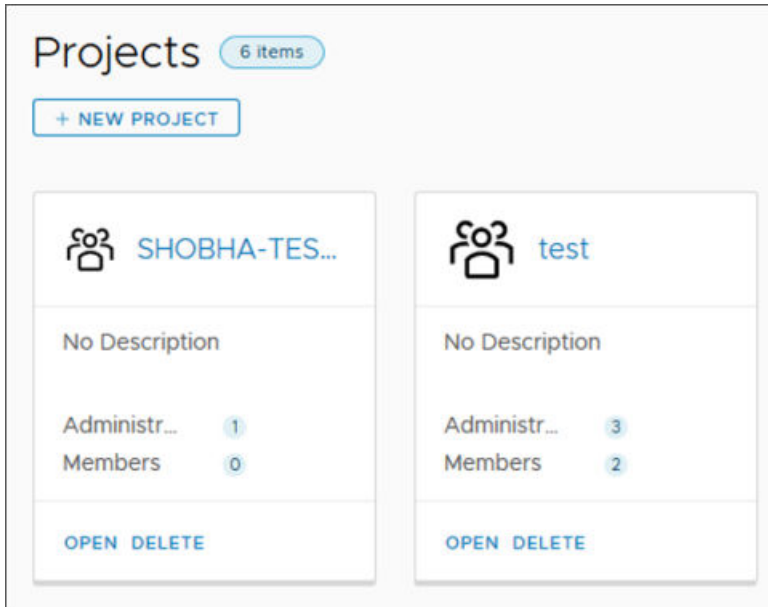 Projects 6 items
+ NEW PROJECT
SHOBHA-TES...
No Description
Administr... 1
Members 0
OPEN DELETE
test
No Description
Administr... 3
Members 2
OPEN DELETE